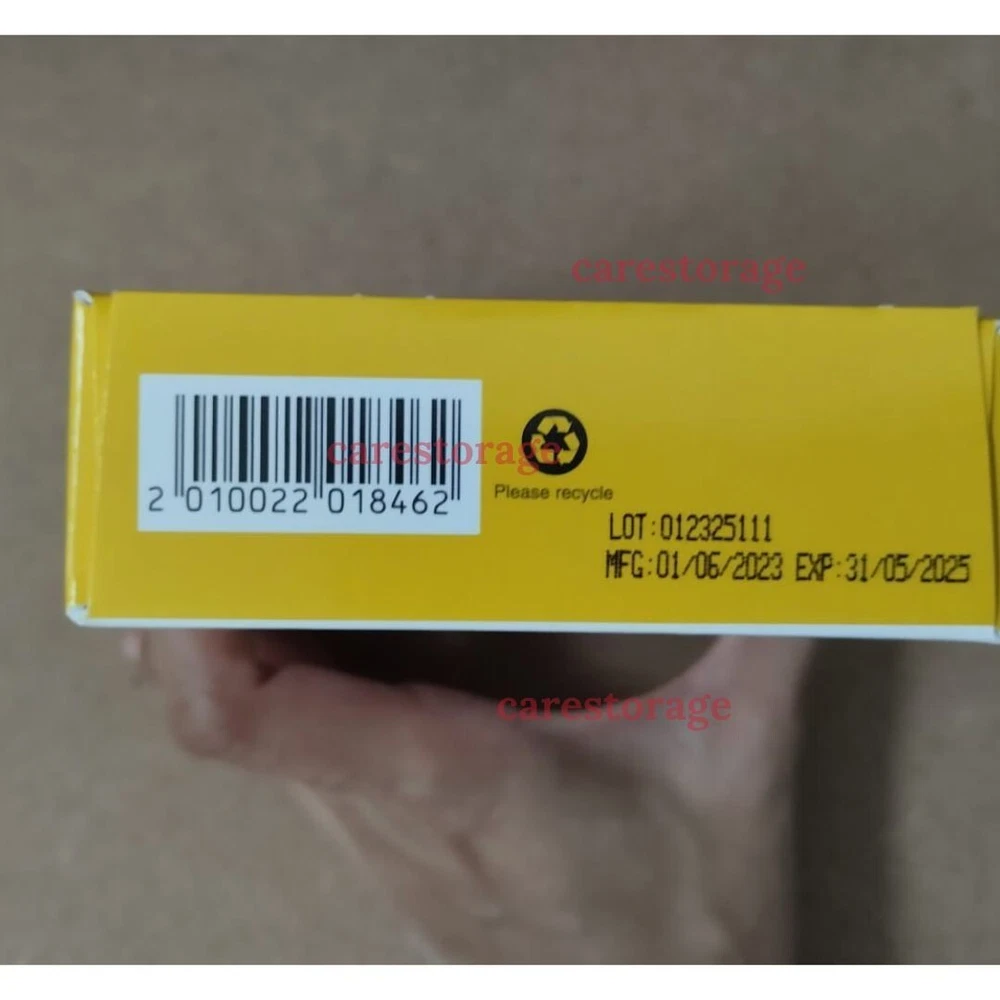 carestorage
carestorage
2 010022 018462
Please recycle
LOT:012325111
MFG:01/06/2023 EXP:31/05/2025
carestorage